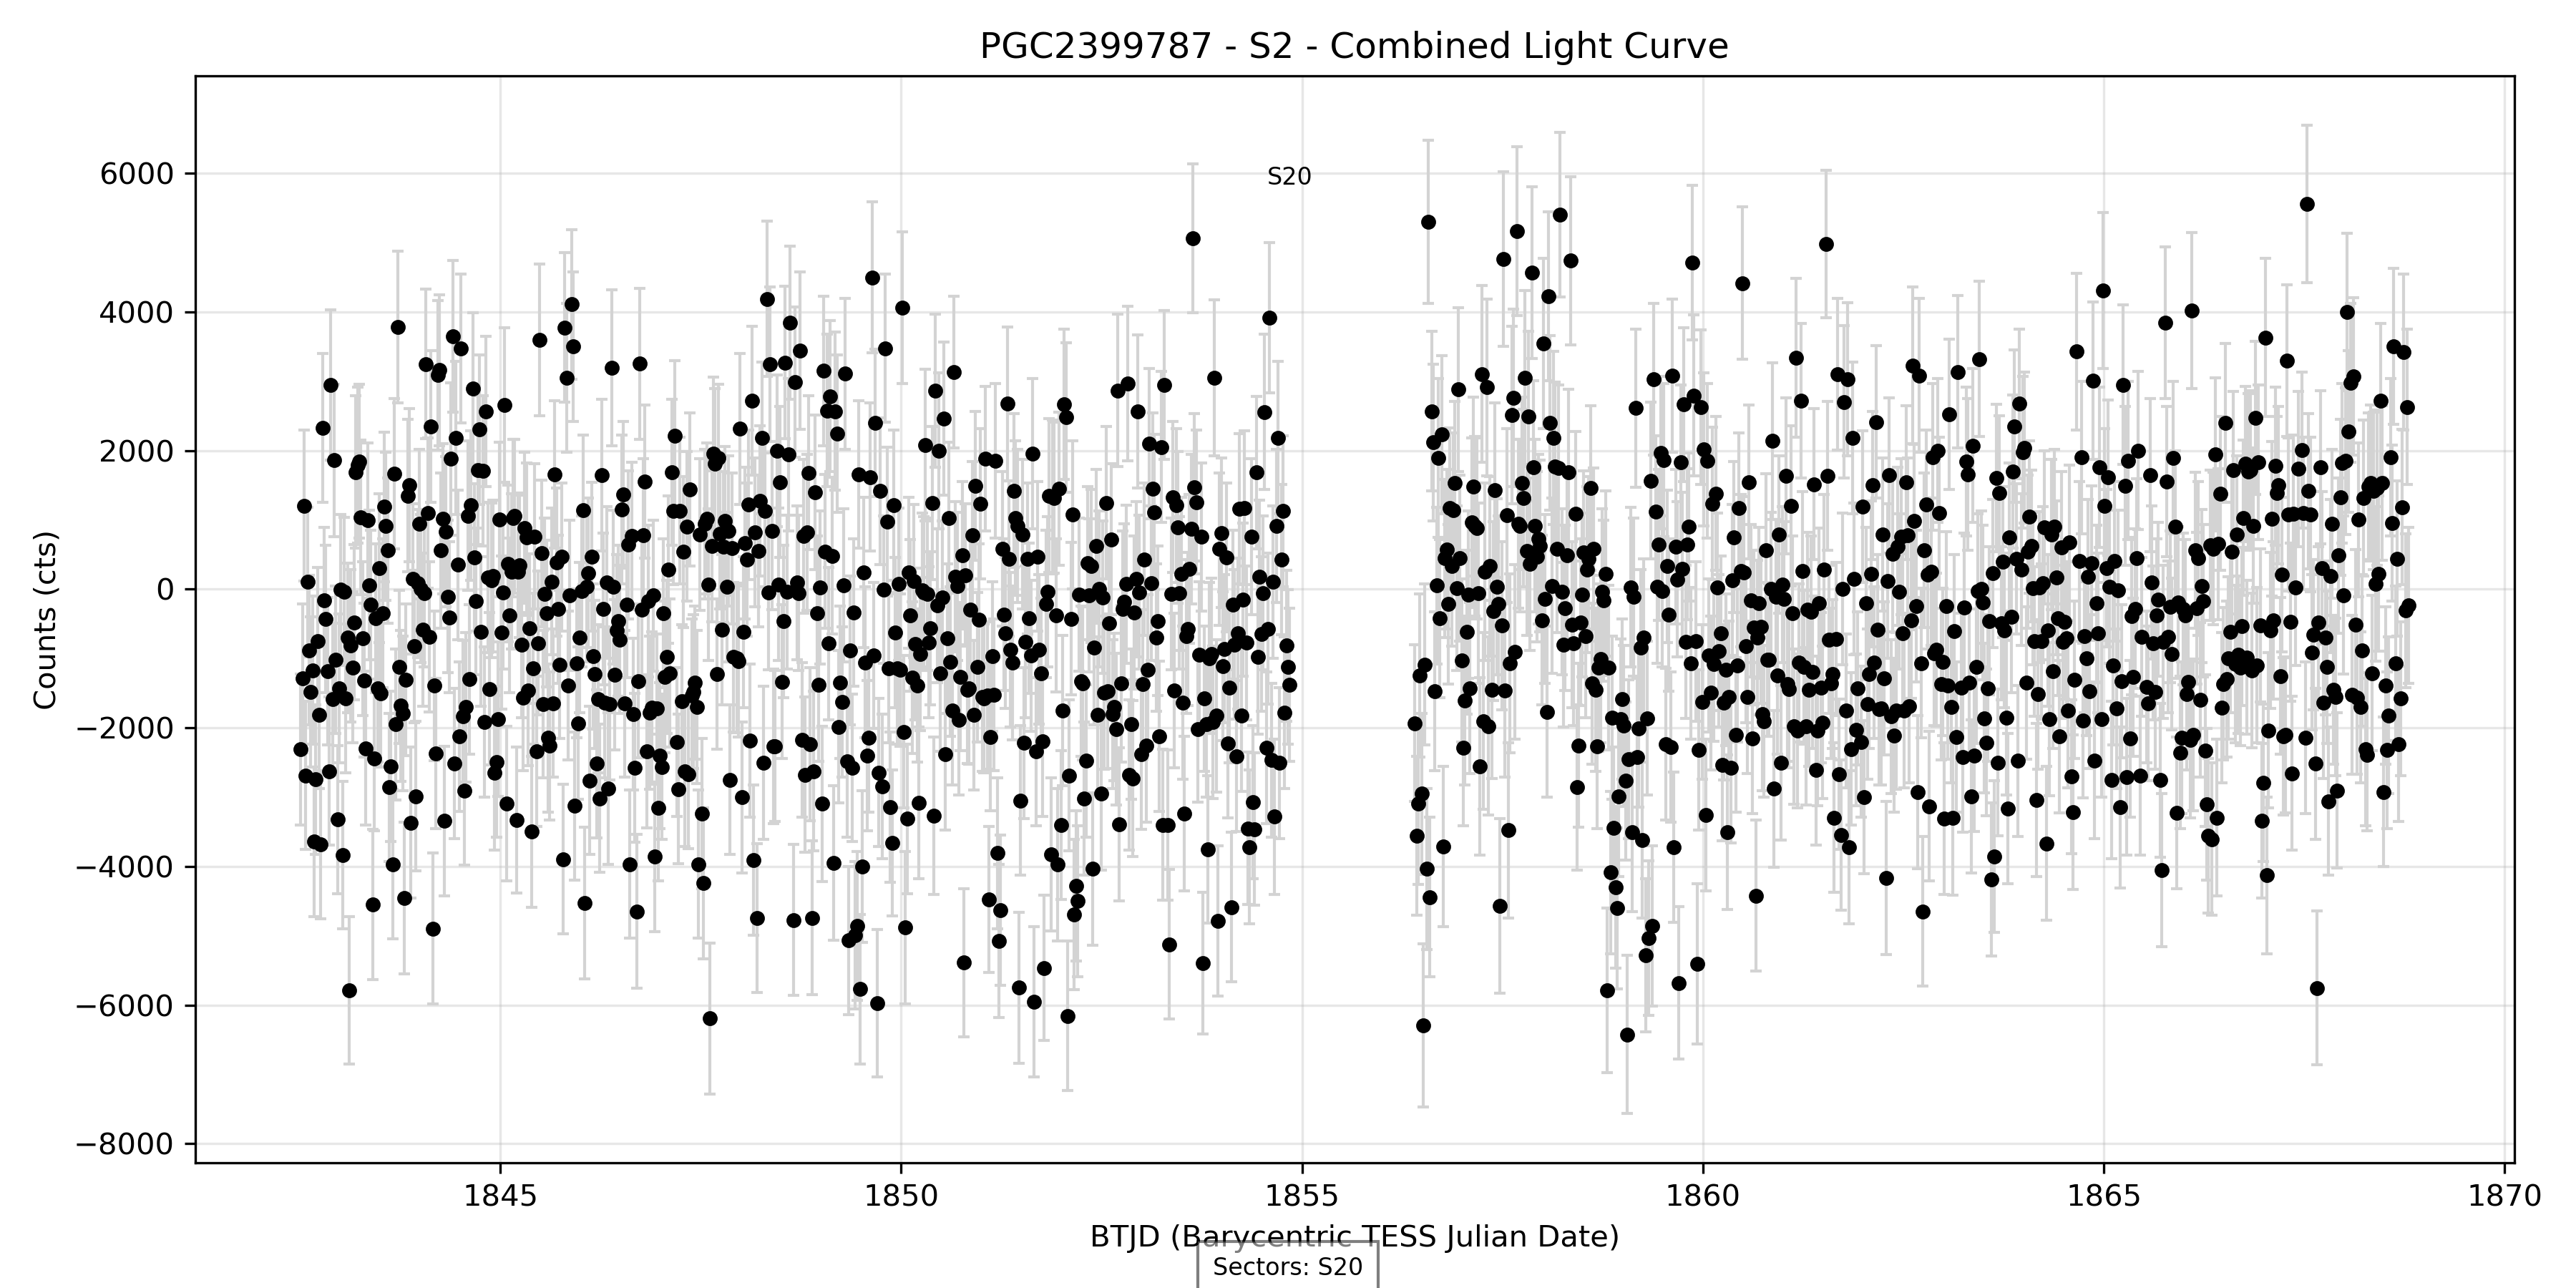 PGC2399787 - S2 - Combined Light Curve
6000
4000
2000
0
−2000
−4000
−6000
−8000
Counts (cts)
S20
1845
1850
1855
1860
1865
1870
BTJD (Barycentric TESS Julian Date)
Sectors: S20